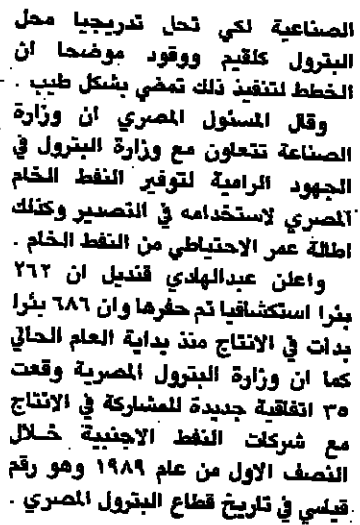 الصناعية لكي تحل تدريجيا محل
البترول كلقيم ووقود موضحا ان
الخطط لتنفيذ ذلك تمضي بشكل طيب .
وقال المسئول المصري ان وزارة
الصناعة تتعاون مع وزارة البترول في
الجهود الرامية لتوفير النفط الخام
المصري لاستخدامه في التصدير وكذلك
اطالة عمر الاحتياطي من النفط الخام .
واعلن عبدالهادي قنديل ان ٢٦٢
بئرا استكشافيا تم حفرها وان ٦٨٦ بئرا
بدات في الانتاج منذ بداية العام الحالي
كما ان وزارة البترول المصرية وقعت
٣٥ اتفاقية جديدة للمشاركة في الانتاج
مع شركات النفط الاجنبية خلال
النصف الاول من عام ١٩٨٩ وهو رقم
قياسي في تاريخ قطاع البترول المصري .